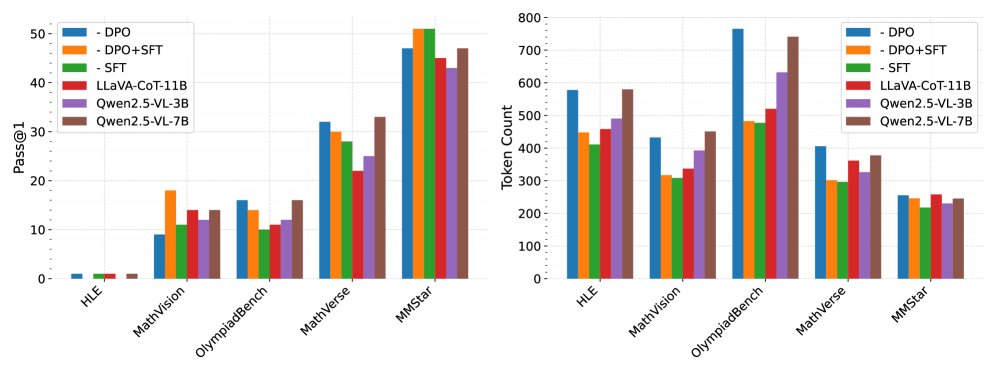 Pass@1
50
40
30
20
10
0
- DPO
- DPO+SFT
- SFT
LLaVA-CoT-11B
Qwen2.5-VL-3B
Qwen2.5-VL-7B
HLE
MathVision
OlympiadBench
MathVerse
MMStar
Token Count
800
700
600
500
400
300
200
100
0
- DPO
- DPO+SFT
- SFT
LLaVA-CoT-11B
Qwen2.5-VL-3B
Qwen2.5-VL-7B
HLE
MathVision
OlympiadBench
MathVerse
MMStar